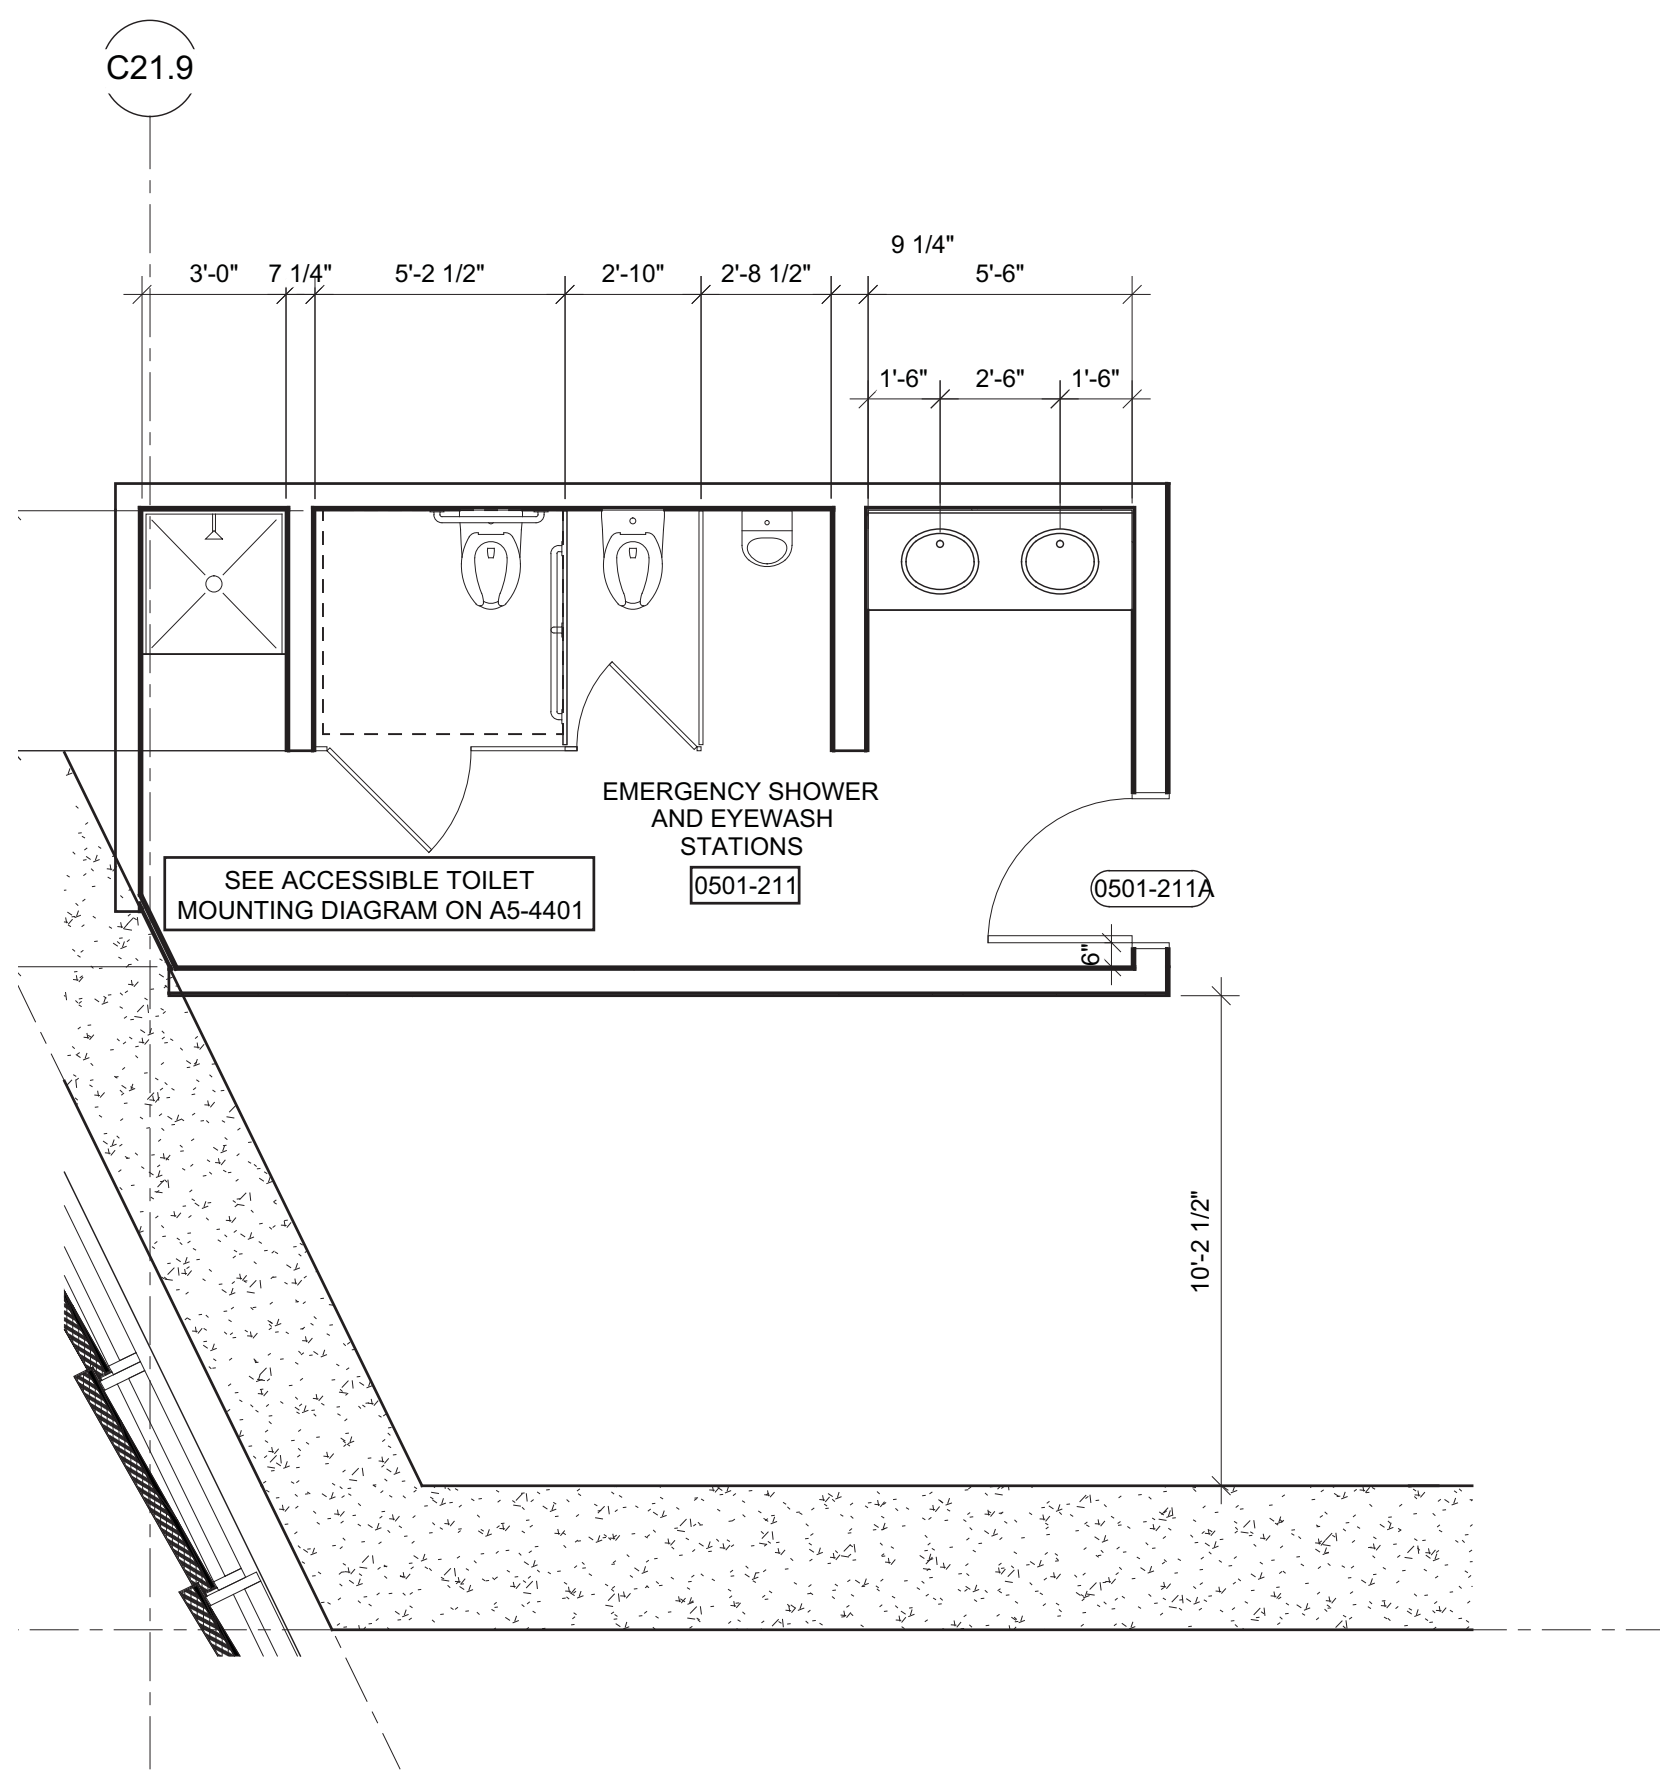 C21.9
9 1/4"
3'-0"
7 1/4"
5'-2 1/2"
2'-10"
2'-8 1/2"
5'-6"
1'-6"
2'-6"
1'-6"
EMERGENCY SHOWER
AND EYEWASH
STATIONS
0501-211
SEE ACCESSIBLE TOILET
MOUNTING DIAGRAM ON A5-4401
0501-211A
6"
10'-2 1/2"